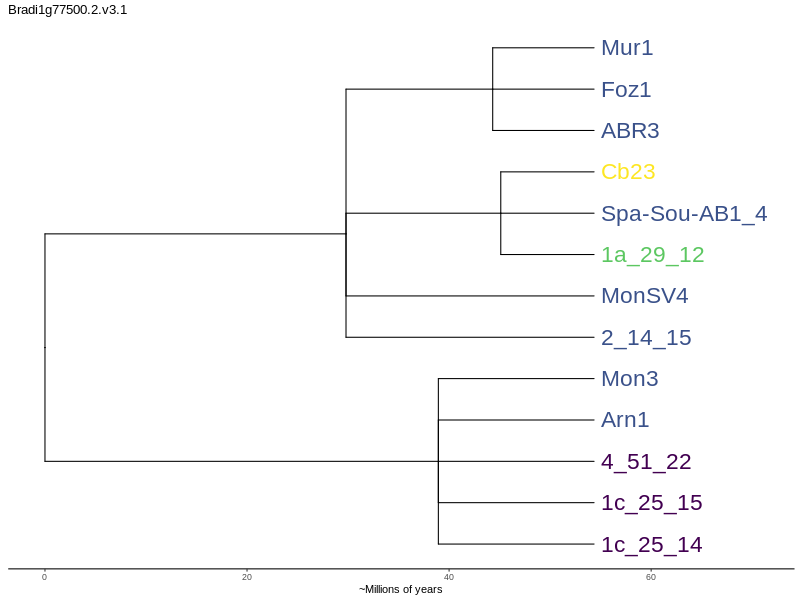 Bradi1g77500.2.v3.1
Mur1
Foz1
ABR3
Cb23
Spa-Sou-AB1_4
1a_29_12
MonSV4
2_14_15
Mon3
Arn1
4_51_22
1c_25_15
1c_25_14
0 20 40 60
~Millions of years